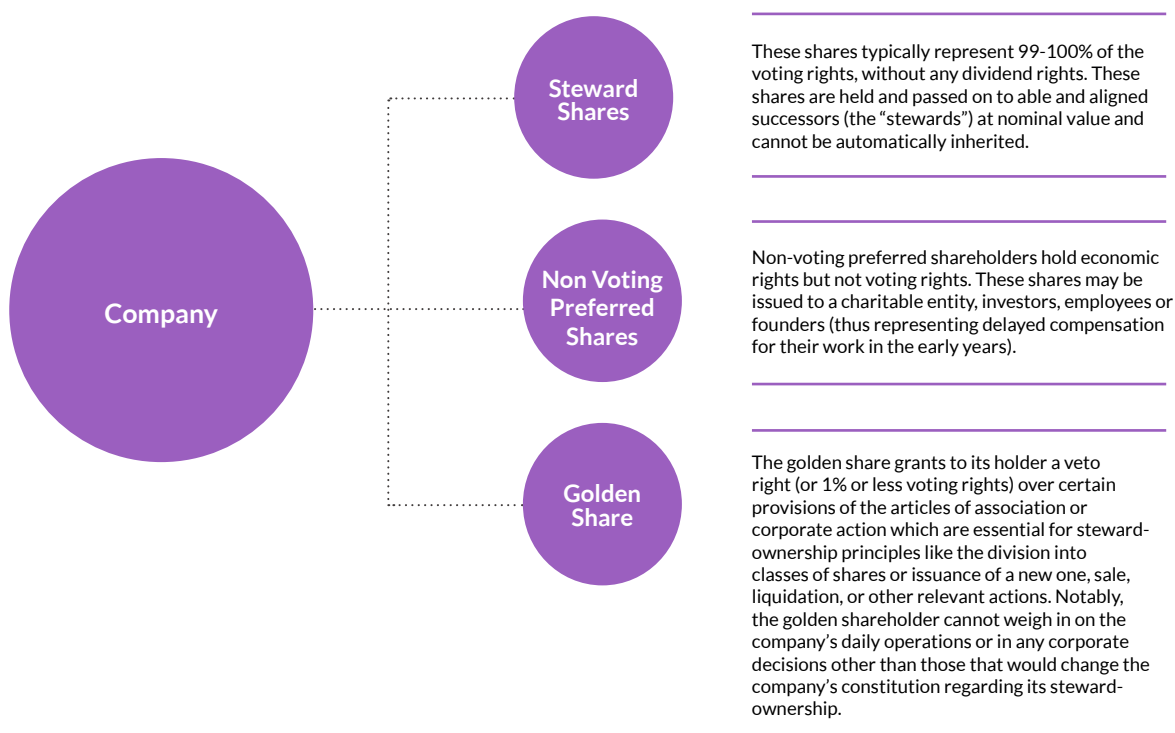 Company
Steward
Shares
These shares typically represent 99-100% of the
voting rights, without any dividend rights. These
shares are held and passed on to able and aligned
successors (the “stewards”) at nominal value and
cannot be automatically inherited.
Non Voting
Preferred
Shares
Non-voting preferred shareholders hold economic
rights but not voting rights. These shares may be
issued to a charitable entity, investors, employees or
founders (thus representing delayed compensation
for their work in the early years).
Golden
Share
The golden share grants to its holder a veto
right (or 1% or less voting rights) over certain
provisions of the articles of association or
corporate action which are essential for steward-
ownership principles like the division into
classes of shares or issuance of a new one, sale,
liquidation, or other relevant actions. Notably,
the golden shareholder cannot weigh in on the
company’s daily operations or in any corporate
decisions other than those that would change the
company’s constitution regarding its steward-
ownership.